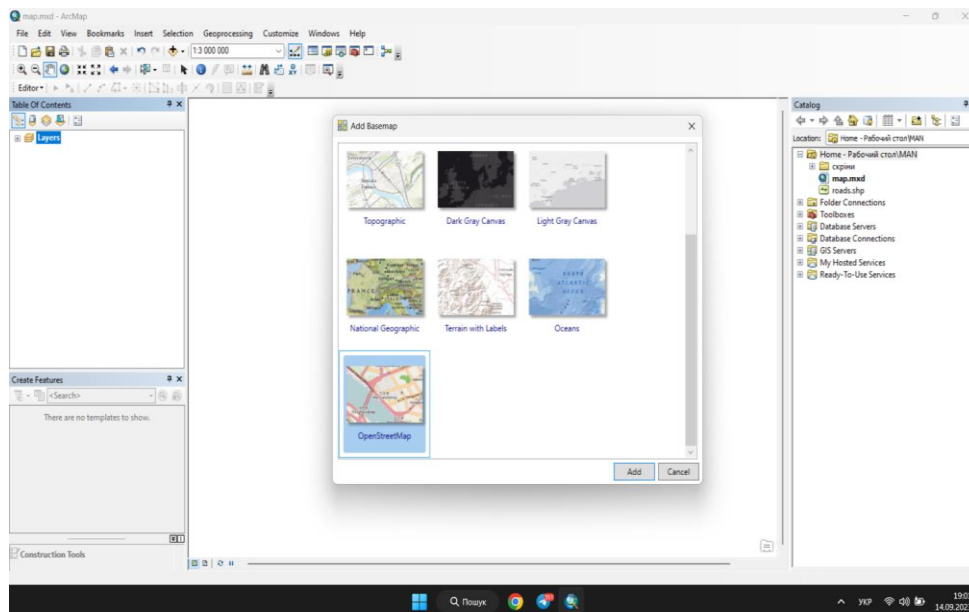 map.mxd - ArcMap
File Edit View Bookmarks Insert Selection Geoprocessing Customize Windows Help
1:3 000 000
Editor
Table Of Contents
Layers
Create Features
<Search>
There are no templates to show.
Construction Tools
Add Basemap
Topographic Dark Gray Canvas Light Gray Canvas
National Geographic Terrain with Labels Oceans
OpenStreetMap
Add Cancel
Catalog
Location: Home - Рабочий стол\MAN
Home - Рабочий стол\MAN
скріни
map.mxd
roads.shp
Folder Connections
Toolboxes
Database Servers
Database Connections
GIS Servers
My Hosted Services
Ready-To-Use Services
Пошук
УКР
14.09.202